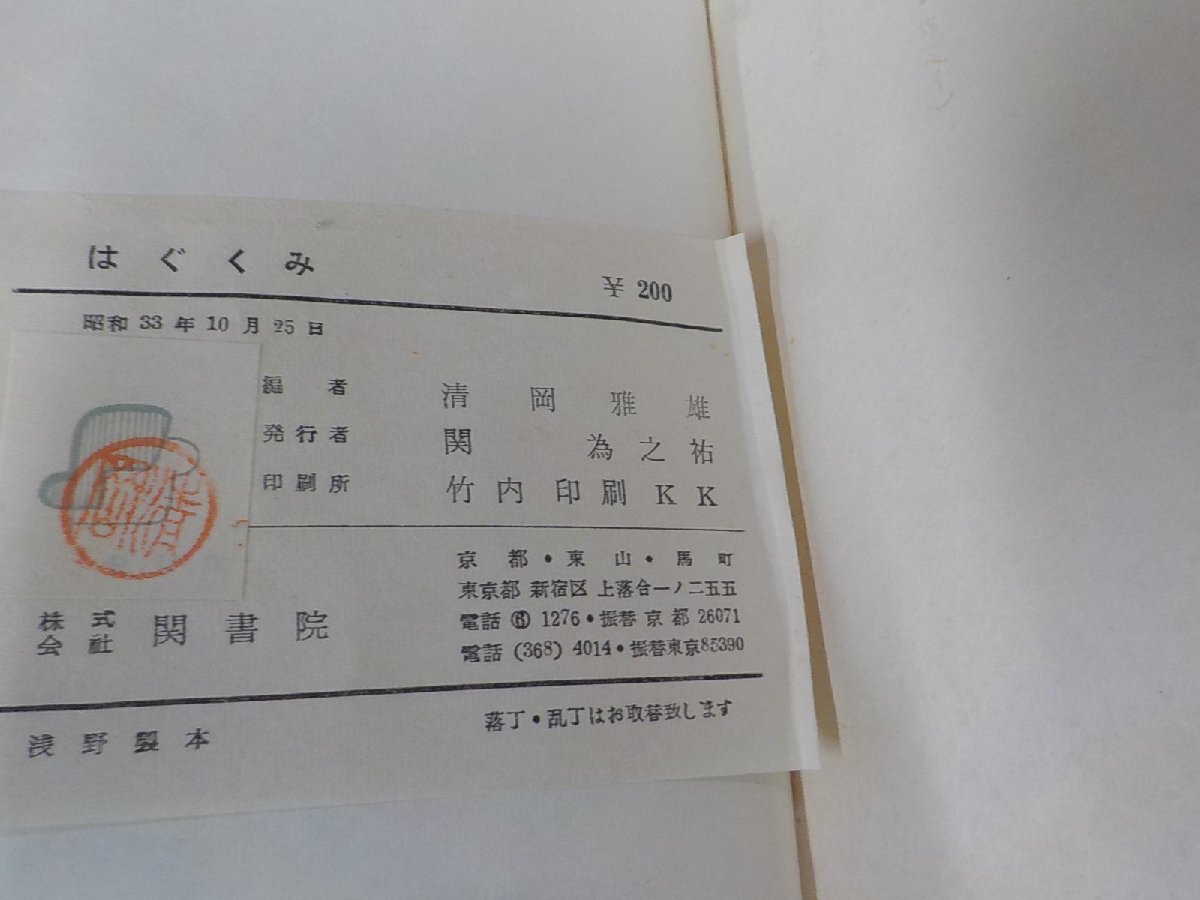 はぐくみ
¥ 200
昭和 33 年 10 月 25 日
編者 清岡雅雄
発行者 関為之祐
印刷所 竹内印刷 K K
京都・東山・馬町
東京都 新宿区 上落合一ノ二五五
電話 ⑥ 1276・振替 京都 26071
電話 (368) 4014・振替東京85390
株式会社 関書院
落丁・乱丁はお取替致します
浅野製本